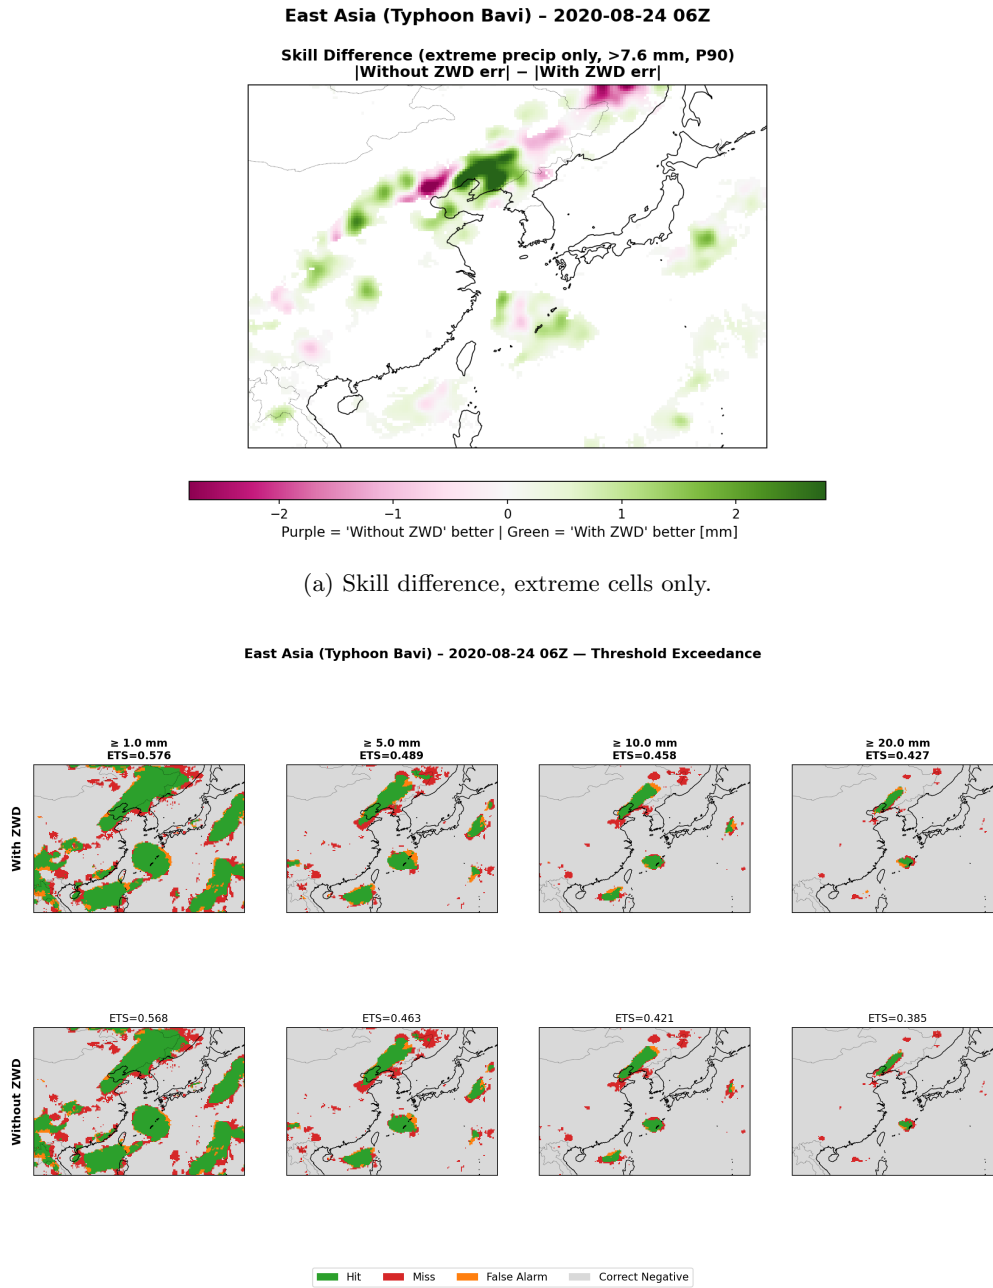 East Asia (Typhoon Bavi) – 2020-08-24 06Z
Skill Difference (extreme precip only, >7.6 mm, P90)
|Without ZWD err| − |With ZWD err|
−2 −1 0 1 2
Purple = 'Without ZWD' better | Green = 'With ZWD' better [mm]
(a) Skill difference, extreme cells only.
East Asia (Typhoon Bavi) – 2020-08-24 06Z — Threshold Exceedance
≥ 1.0 mm ≥ 5.0 mm ≥ 10.0 mm ≥ 20.0 mm
ETS=0.576 ETS=0.489 ETS=0.458 ETS=0.427
With ZWD
ETS=0.568 ETS=0.463 ETS=0.421 ETS=0.385
Without ZWD
Hit Miss False Alarm Correct Negative